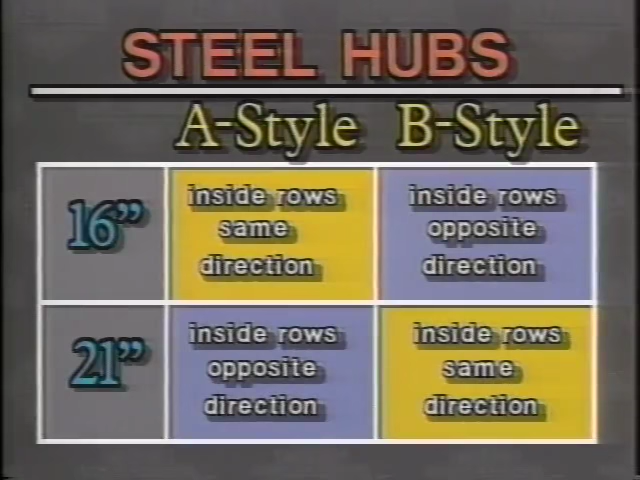 STEEL HUBS
A-Style B-Style
16”
inside rows
same
direction
inside rows
opposite
direction
21”
inside rows
opposite
direction
inside rows
same
direction